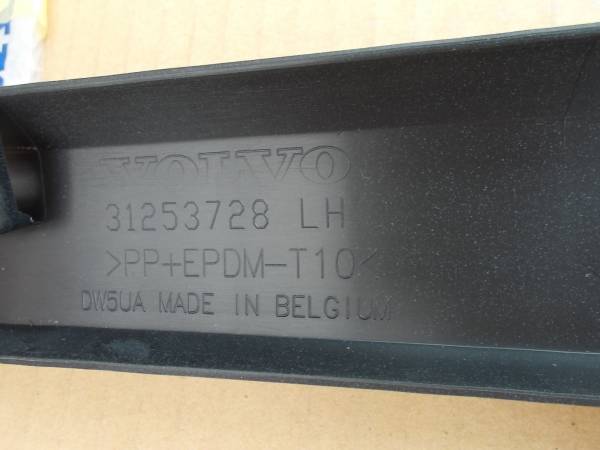 VOLVO
31253728 LH
>PP+EPDM-T10<
DW5UA MADE IN BELGIUM